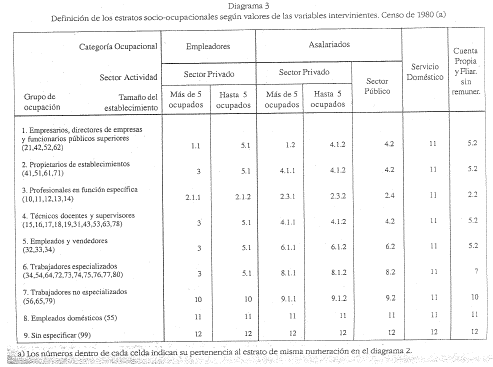 Diagrama 3
Definición de los estratos socio-ocupacionales según valores de las variables intervinientes. Censo de 1980 (a)
Categoría Ocupacional Empleadores Asalariados Servicio Doméstico Cuenta Propia y Fliar. sin remuner.
Sector Actividad Sector Privado Sector Privado Sector Público
Grupo de ocupación Tamaño del establecimiento Más de 5 ocupados Hasta 5 ocupados Más de 5 ocupados Hasta 5 ocupados
1. Empresarios, directores de empresas
y funcionarios públicos superiores
(21,42,52,62) 1.1 5.1 1.2 4.1.2 4.2 11 5.2
2. Propietarios de establecimientos
(41,51,61,71) 3 5.1 4.1.1 4.1.2 4.2 11 5.2
3. Profesionales en función específica
(10,11,12,13,14) 2.1.1 2.1.2 2.3.1 2.3.2 2.4 11 2.2
4. Técnicos docentes y supervisores
(15,16,17,18,19,31,43,53,63,78) 3 5.1 4.1.1 4.1.2 4.2 11 5.2
5. Empleados y vendedores
(32,33,34) 3 5.1 6.1.1 6.1.2 6.2 11 5.2
6. Trabajadores especializados
(34,54,64,72,73,74,75,76,77,80) 3 5.1 8.1.1 8.1.2 8.2 11 7
7. Trabajadores no especializados
(56,65,79) 10 10 9.1.1 9.1.2 9.2 11 10
8. Empleados domésticos (55) 11 11 11 11 11 11 11
9. Sin especificar (99) 12 12 12 12 12 12 12
a) Los números dentro de cada celda indican su pertenencia al estrato de misma numeración en el diagrama 2.